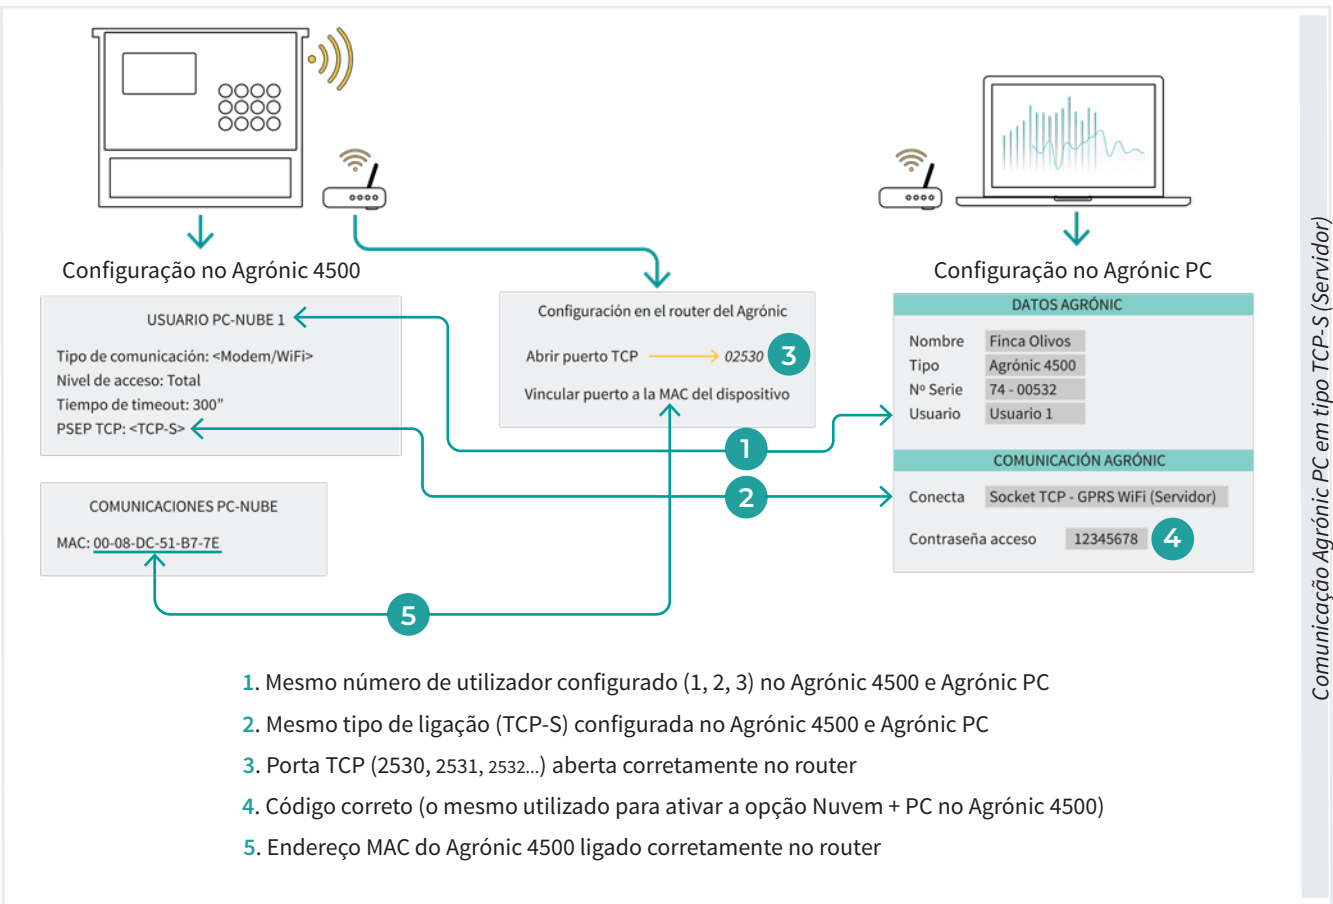 Configuração no Agrónic 4500
USUARIO PC-NUBE 1
Tipo de comunicación: <Modem/WiFi>
Nivel de acceso: Total
Tiempo de timeout: 300”
PSEP TCP: <TCP-S>
COMUNICACIONES PC-NUBE
MAC: 00-08-DC-51-B7-7E
Configuración en el router del Agrónic
Abrir puerto TCP 02530 3
Vincular puerto a la MAC del dispositivo
1
2
5
Configuração no Agrónic PC
DATOS AGRÓNIC
Nombre Finca Olivos
Tipo Agrónic 4500
Nº Serie 74 - 00532
Usuario Usuario 1
COMUNICACIÓN AGRÓNIC
Conecta Socket TCP - GPRS WiFi (Servidor)
Contraseña acceso 12345678 4
1. Mesmo número de utilizador configurado (1, 2, 3) no Agrónic 4500 e Agrónic PC
2. Mesmo tipo de ligação (TCP-S) configurada no Agrónic 4500 e Agrónic PC
3. Porta TCP (2530, 2531, 2532...) aberta corretamente no router
4. Código correto (o mesmo utilizado para ativar a opção Nuvem + PC no Agrónic 4500)
5. Endereço MAC do Agrónic 4500 ligado corretamente no router
Comunicação Agrónic PC em tipo TCP-S (Servidor)